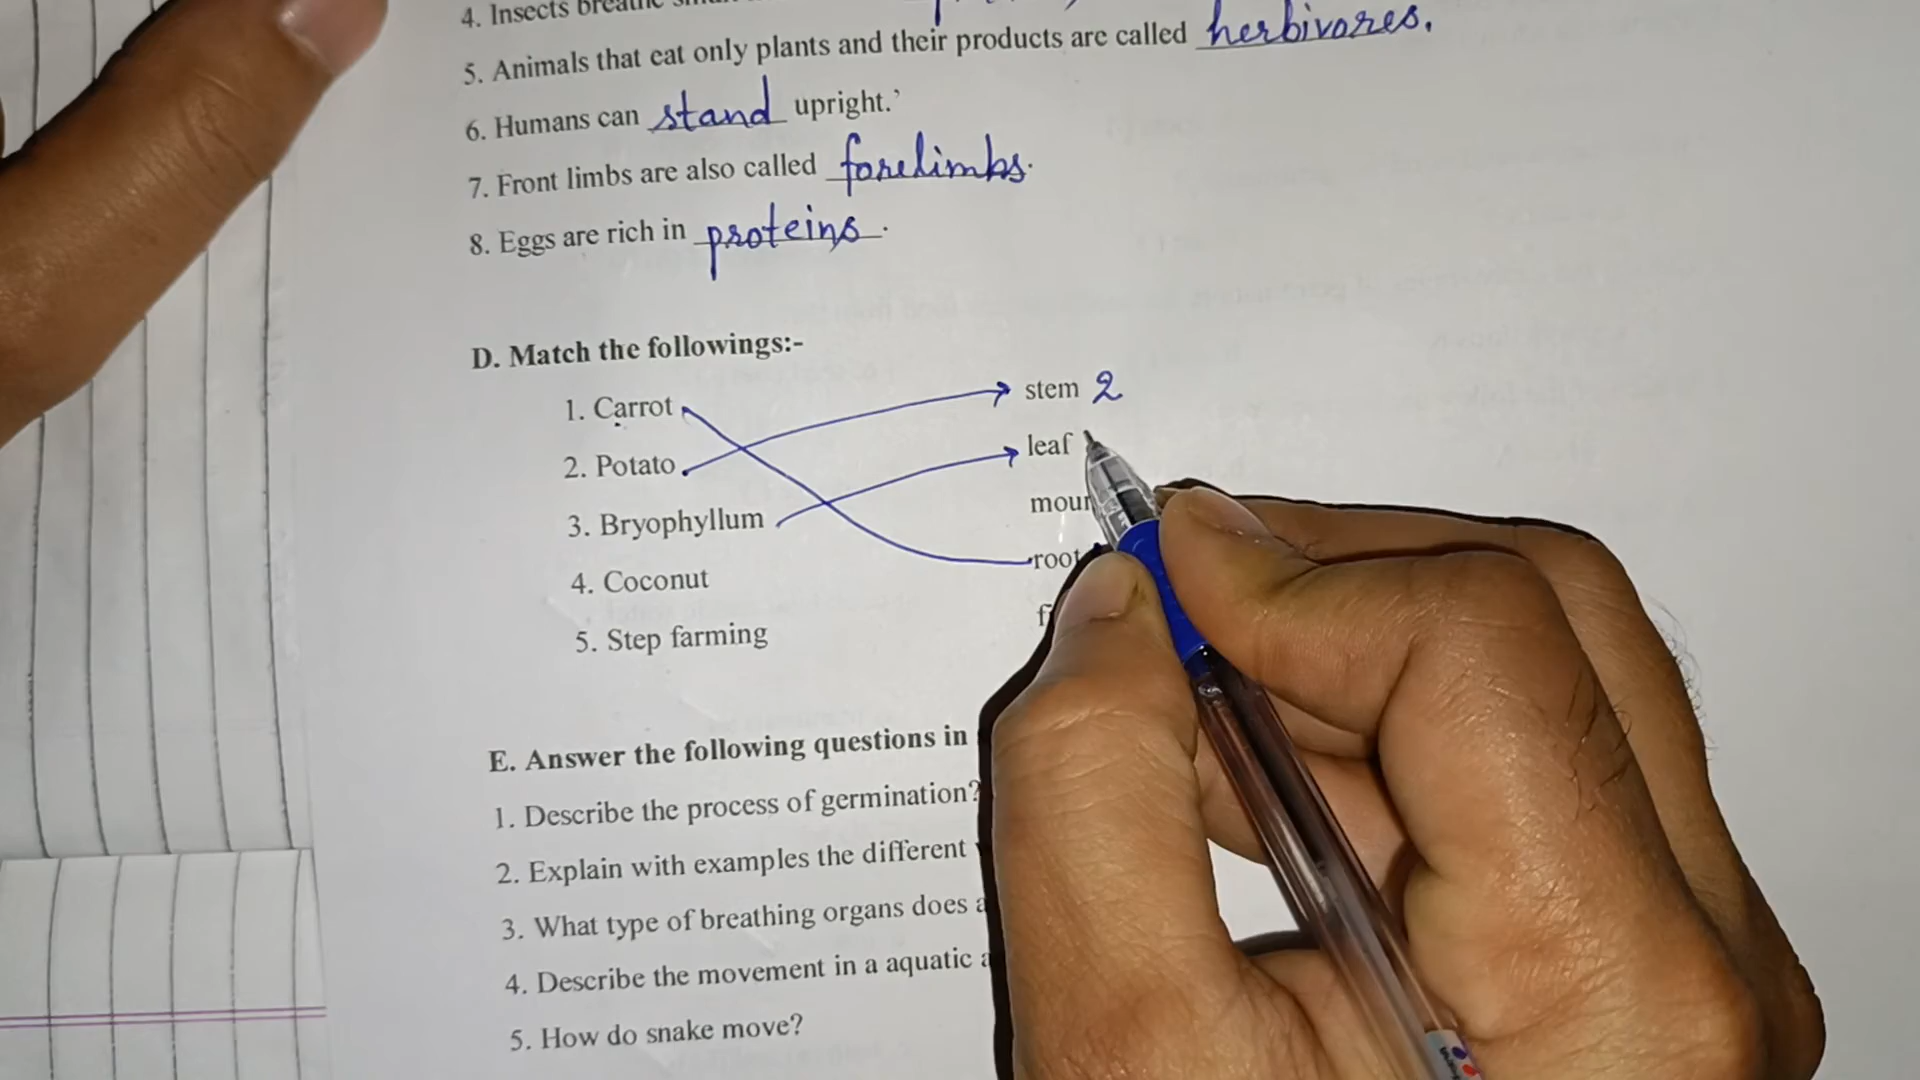 4. Insects breathe
5. Animals that eat only plants and their products are called herbivores.
6. Humans can stand upright.’
7. Front limbs are also called forelimbs.
8. Eggs are rich in proteins.
D. Match the followings:-
1. Carrot stem 2
2. Potato leaf
3. Bryophyllum
4. Coconut root
5. Step farming
E. Answer the following questions in
1. Describe the process of germination?
2. Explain with examples the different
3. What type of breathing organs does
4. Describe the movement in a aquatic
5. How do snake move?